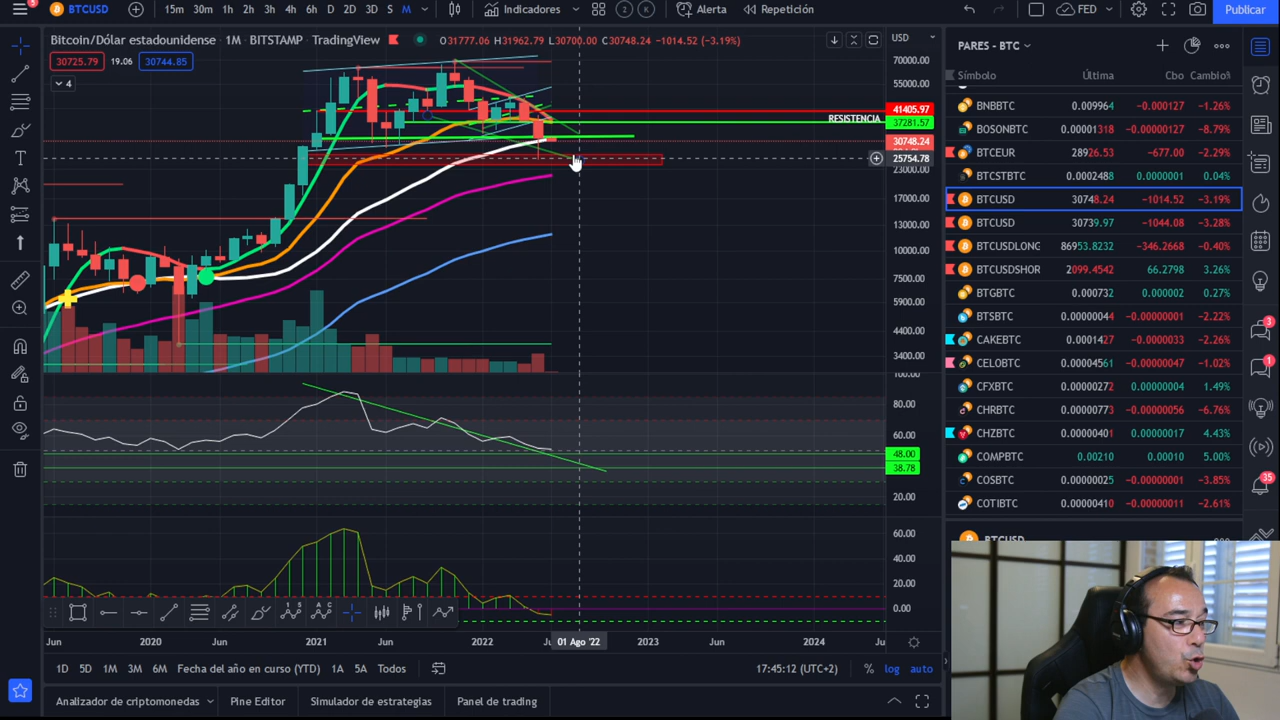 5 BTCUSD 15m 30m 1h 2h 3h 4h 6h D 2D 3D S M Indicadores 2 K Alerta Repetición FED Publicar
Bitcoin/Dólar estadounidense · 1M · BITSTAMP · TradingView O31777.06 H31962.79 L30700.00 C30748.24 −1014.52 (−3.19%)
30725.79 19.06 30744.85
4
USD
70000.00
55000.00
41405.97
RESISTENCIA
37281.57
30748.24
25754.78
23000.00
17000.00
13000.00
10000.00
7500.00
5900.00
4400.00
3400.00
100.00
80.00
60.00
48.00
38.78
20.00
60.00
40.00
20.00
0.00
Jun 2020 Jun 2021 Jun 2022 01 Ago '22 2023 Jun 2024
1D 5D 1M 3M 6M Fecha del año en curso (YTD) 1A 5A Todos 17:45:12 (UTC+2) % log auto
Analizador de criptomonedas Pine Editor Simulador de estrategias Panel de trading
PARES - BTC
Símbolo Última Cbo Cambio%
BNBBTC 0.009964 −0.000127 −1.26%
BOSONBTC 0.00001318 −0.00000127 −8.79%
BTCEUR 28926.53 −677.00 −2.29%
BTCSTBTC 0.0002488 0.0000001 0.04%
BTCUSD 30748.24 −1014.52 −3.19%
BTCUSD 30739.97 −1044.08 −3.28%
BTCUSDLONG 86953.8232 −346.2668 −0.40%
BTCUSDSHOR 2099.4542 66.2798 3.26%
BTGBTC 0.000732 0.000002 0.27%
BTSBTC 0.00000044 −0.00000001 −2.22%
CAKEBTC 0.0001427 −0.0000033 −2.26%
CELOBTC 0.00004561 −0.00000047 −1.02%
CFXBTC 0.00000272 0.00000004 1.49%
CHRBTC 0.00000773 −0.00000056 −6.76%
CHZBTC 0.00000401 0.00000017 4.43%
COMPBTC 0.00210 0.00010 5.00%
COSBTC 0.00000025 −0.00000001 −3.85%
COTIBTC 0.00000410 −0.00000011 −2.61%
BTCUSD
3
1
35